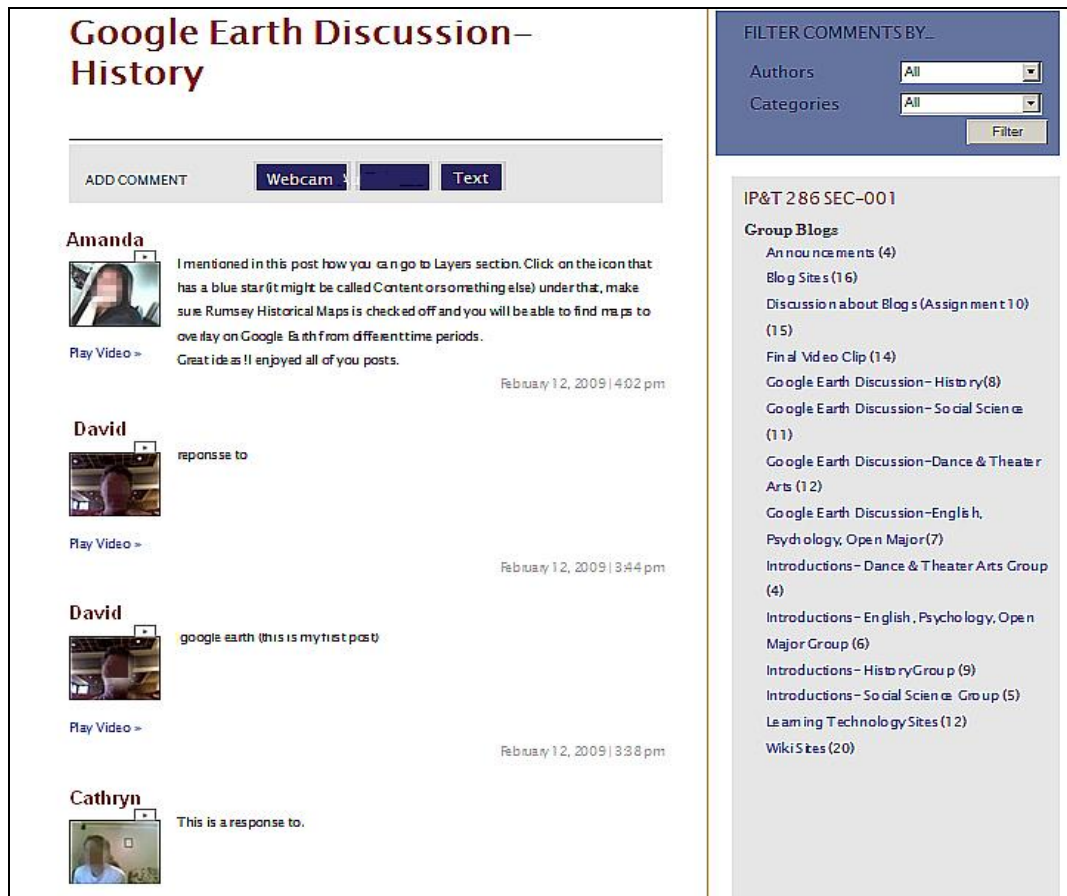 Google Earth Discussion–
History
ADD COMMENT
Webcam
Text
Amanda
I mentioned in this post how you can go to Layers section. Click on the icon that
has a blue star (it might be called Content or something else) under that, make
sure Rumsey Historical Maps is checked off and you will be able to find maps to
overlay on Google Earth from different time periods.
Great ideas! I enjoyed all of you posts.
Play Video »
February 12, 2009 | 4:02 pm
David
reponsse to
Play Video »
February 12, 2009 | 3:44 pm
David
google earth (this is my first post)
Play Video »
February 12, 2009 | 3:38 pm
Cathryn
This is a response to.
FILTER COMMENTS BY...
Authors All
Categories All
Filter
IP&T 286 SEC-001
Group Blogs
Announcements (4)
Blog Sites (16)
Discussion about Blogs (Assignment 10)
(15)
Final Video Clip (14)
Google Earth Discussion- History(8)
Google Earth Discussion- Social Science
(11)
Google Earth Discussion-Dance & Theater
Arts (12)
Google Earth Discussion-English,
Psychology, Open Major(7)
Introductions- Dance & Theater Arts Group
(4)
Introductions- English, Psychology, Open
Major Group (6)
Introductions- History Group (9)
Introductions- Social Science Group (5)
Learning Technology Sites (12)
Wiki Sites (20)